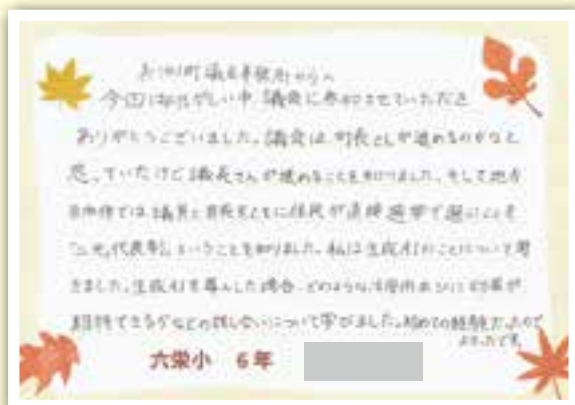 長洲町議会事務局からの
今回はお忙しい中、議会に参加させていただき
ありがとうございました。議会は、町長さんが進めるのかなと
思っていたけど議長さんが進めることを知りました。そして地方
自治体では議員と首長をともに住民が直接選挙で選ぶことを
「二元代表制」ということを知りました。私は生成AIのことについて聞
きました。生成AIを導入した場合、どのような活用ならびに効果が
期待できるかなどの話し合いについて学びました。初めての経験だったので
よかったです。
六栄小 6年